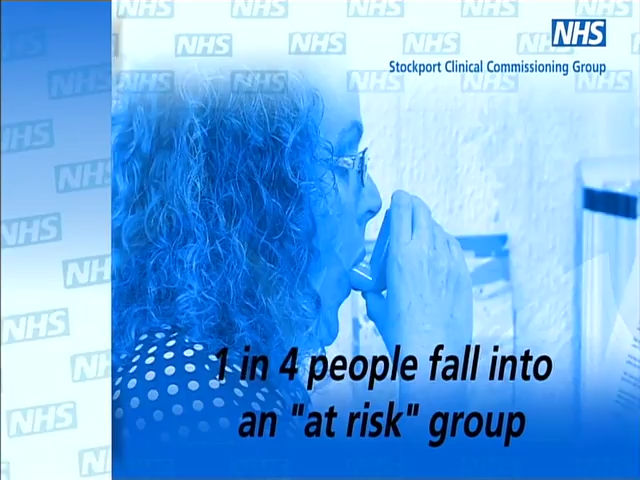 NHS
Stockport Clinical Commissioning Group
1 in 4 people fall into
an "at risk" group